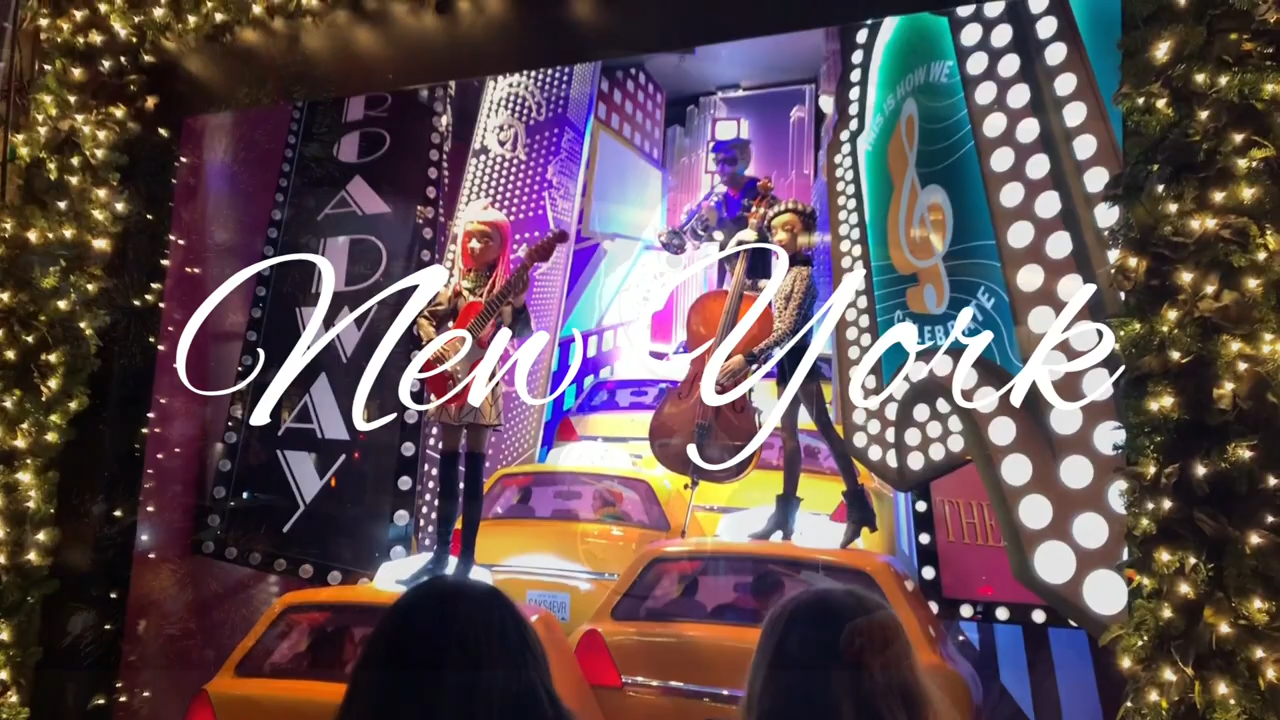 New York
BROADWAY
THIS IS HOW WE
CELEBRATE!
THE
SAKS4EVR